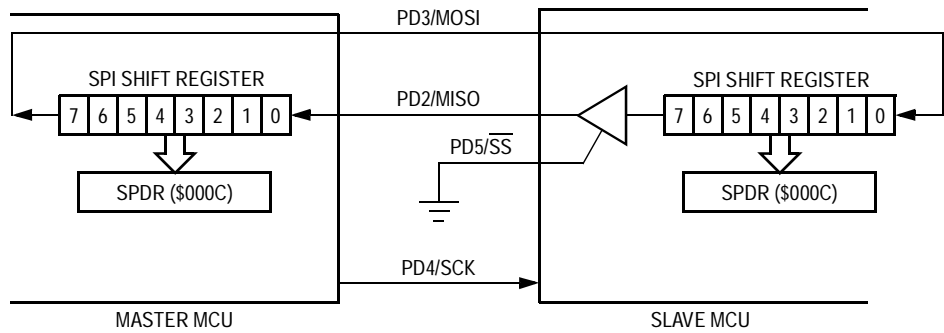 PD3/MOSI
SPI SHIFT REGISTER
7 6 5 4 3 2 1 0
SPDR ($000C)
PD2/MISO
PD5/S̅S̅
PD4/SCK
SPI SHIFT REGISTER
7 6 5 4 3 2 1 0
SPDR ($000C)
MASTER MCU
SLAVE MCU